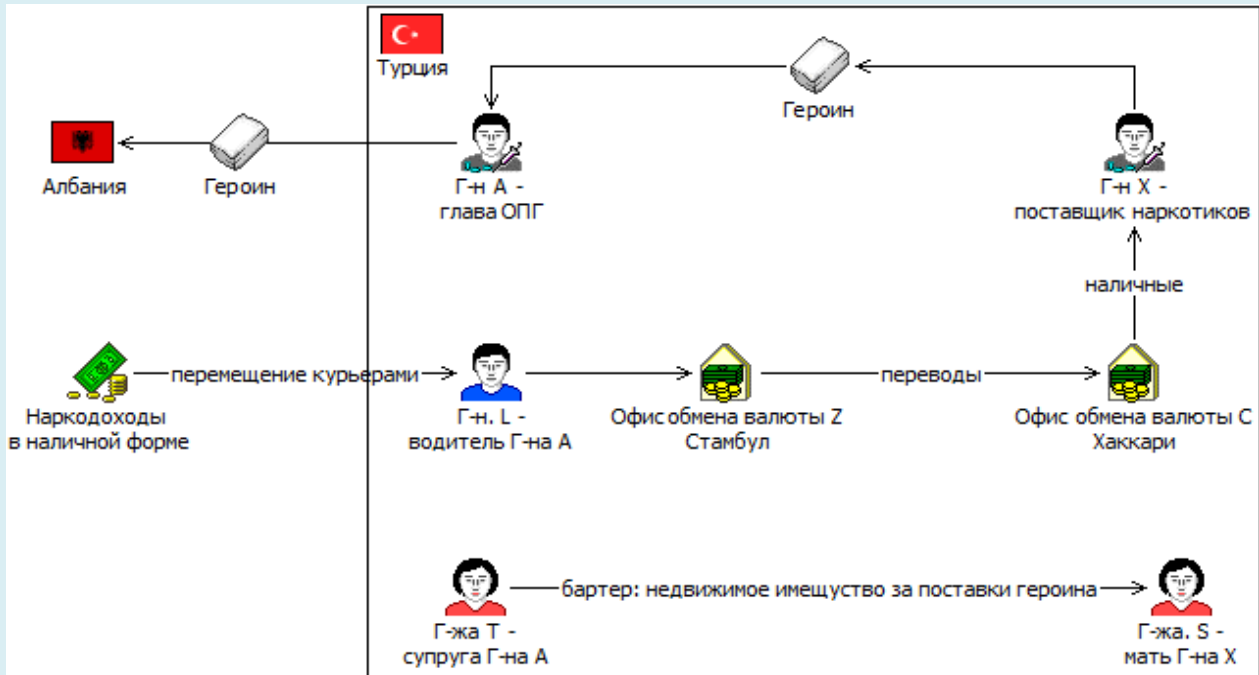 Турция
Героин
Албания
Героин
Г-н А -
глава ОПГ
Г-н Х -
поставщик наркотиков
наличные
перемещение курьерами
переводы
Наркодоходы
в наличной форме
Г-н. L -
водитель Г-на А
Офис обмена валюты Z
Стамбул
Офис обмена валюты С
Хаккари
бартер: недвижимое имещуство за поставки героина
Г-жа Т -
супруга Г-на А
Г-жа. S -
мать Г-на Х